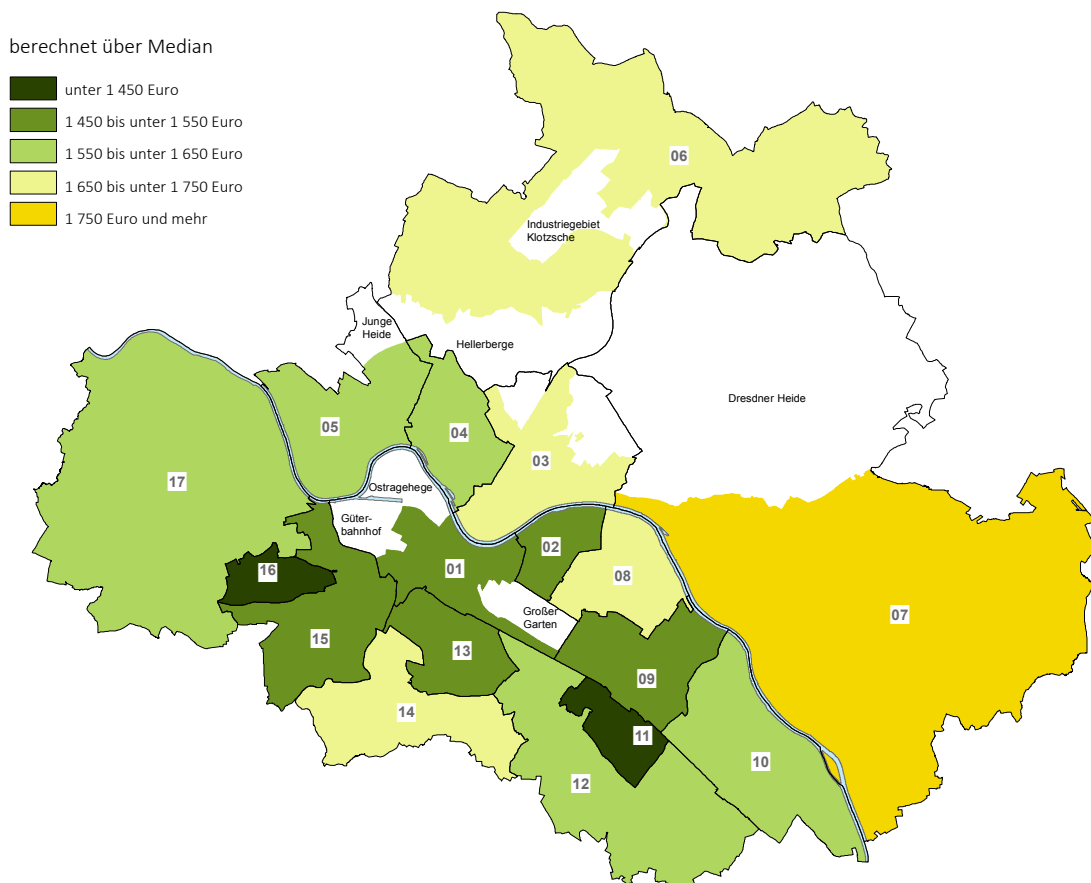 berechnet über Median
unter 1 450 Euro
1 450 bis unter 1 550 Euro
1 550 bis unter 1 650 Euro
1 650 bis unter 1 750 Euro
1 750 Euro und mehr
06
Industriegebiet
Klotzsche
Junge
Heide
Hellerberge
Dresdner Heide
05
04
03
17
Ostragehege
Güter-
bahnhof
01
02
16
08
Großer
Garten
07
15
13
09
14
11
12
10